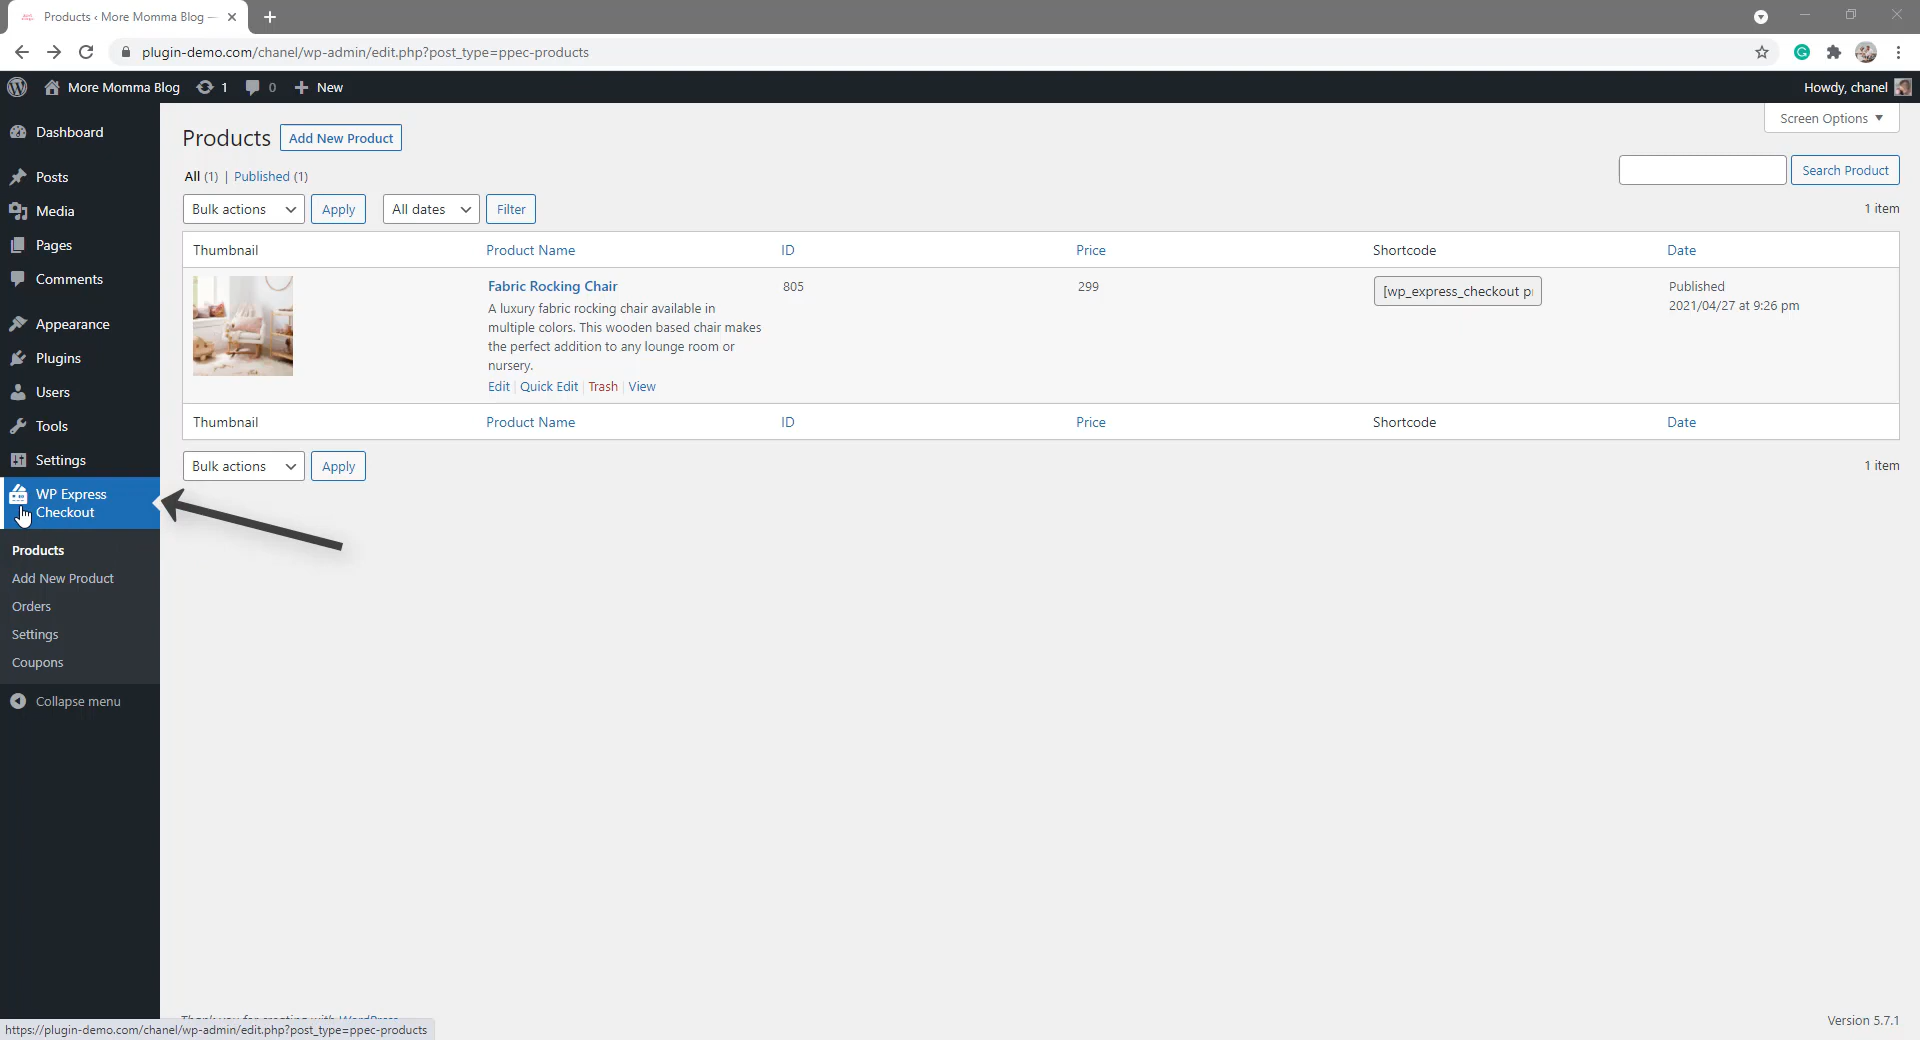 Products ‹ More Momma Blog —
plugin-demo.com/chanel/wp-admin/edit.php?post_type=ppec-products
More Momma Blog 1 0 New
Howdy, chanel
Dashboard
Posts
Media
Pages
Comments
Appearance
Plugins
Users
Tools
Settings
WP Express
Checkout
Products
Add New Product
Orders
Settings
Coupons
Collapse menu
Products Add New Product
Screen Options
All (1) | Published (1)
Search Product
Bulk actions Apply All dates Filter
1 item
Thumbnail Product Name ID Price Shortcode Date
Fabric Rocking Chair 805 299 [wp_express_checkout p Published
2021/04/27 at 9:26 pm
A luxury fabric rocking chair available in
multiple colors. This wooden based chair makes
the perfect addition to any lounge room or
nursery.
Edit | Quick Edit | Trash | View
Thumbnail Product Name ID Price Shortcode Date
Bulk actions Apply
1 item
Thank you for creating with WordPress
Version 5.7.1
https://plugin-demo.com/chanel/wp-admin/edit.php?post_type=ppec-products